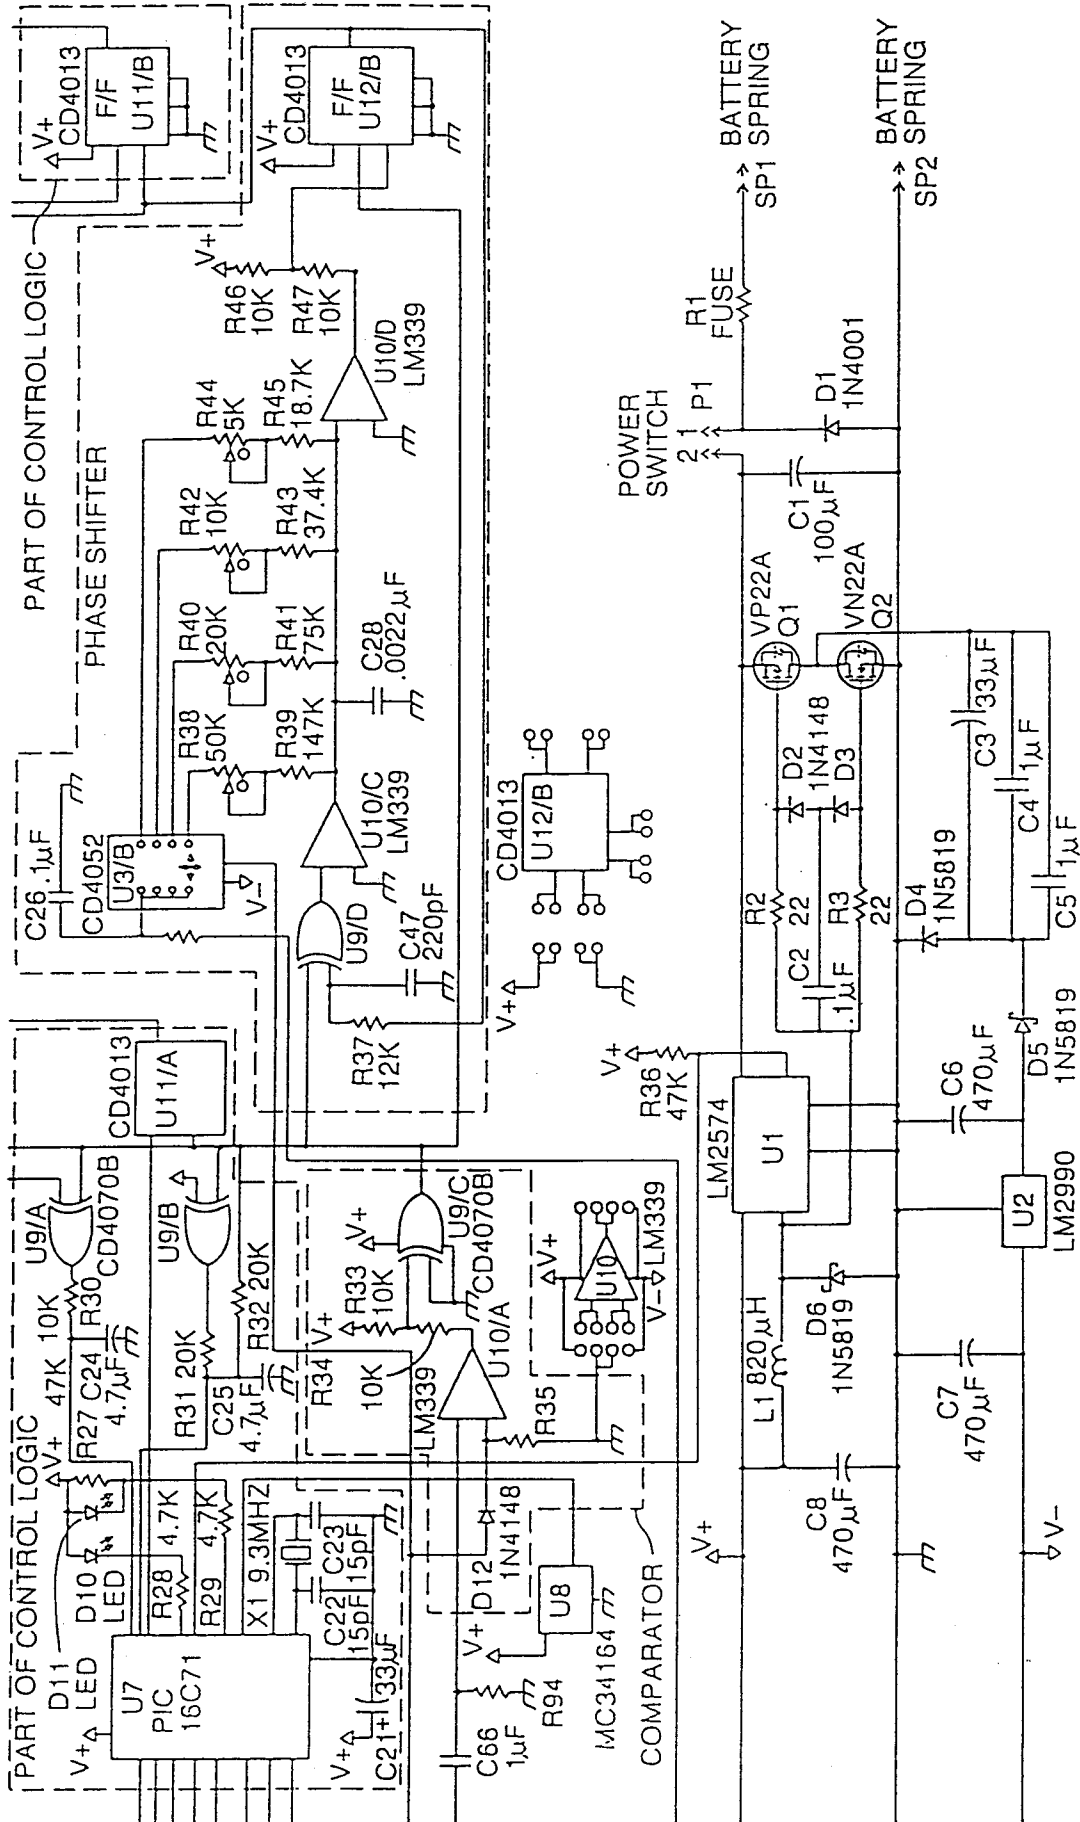 PART OF CONTROL LOGIC
V+
CD4013
F/F
U11/B
PHASE SHIFTER
V+
CD4013
F/F
U12/B
V+
R46
10K
R47
10K
U10/D
LM339
R44
5K
R45
18.7K
R42
10K
R43
37.4K
R40
20K
R41
75K
R38
50K
R39
147K
C28
.0022μF
C26 .1μF
CD4052
U3/B
V-
U10/C
LM339
U9/D
C47
220pF
R37
12K
CD4013
U12/B
V+
PART OF CONTROL LOGIC
CD4013
U11/A
U9/A
CD4070B
U9/B
10K
R30
47K
R27
C24
4.7μF
R31 20K
R32 20K
C25
4.7μF
V+
D11
LED
D10
LED
R28
4.7K
R29
4.7K
X1 9.3MHZ
C23
15pF
C22
15pF
U7
PIC
16C71
V+
V+
C21+
33μF
R34
10K
V+
R33
10K
V+
U9/C
CD4070B
LM339
U10/A
R35
V+
U10
V-
LM339
D12
1N4148
V+
U8
MC34164
R94
C66
1μF
COMPARATOR
V+
R36
47K
LM2574
U1
L1 820μH
D6
1N5819
C8
470μF
V+
C7
470μF
V-
U2
LM2990
C6
470μF
D5
1N5819
D4
1N5819
C5
1μF
C4
1μF
C3
33μF
R2
22
R3
22
C2
.1μF
D2
1N4148
D3
VP22A
Q1
VN22A
Q2
C1
100μF
POWER
SWITCH
2 1
P1
D1
1N4001
R1
FUSE
SP1
BATTERY
SPRING
SP2
BATTERY
SPRING